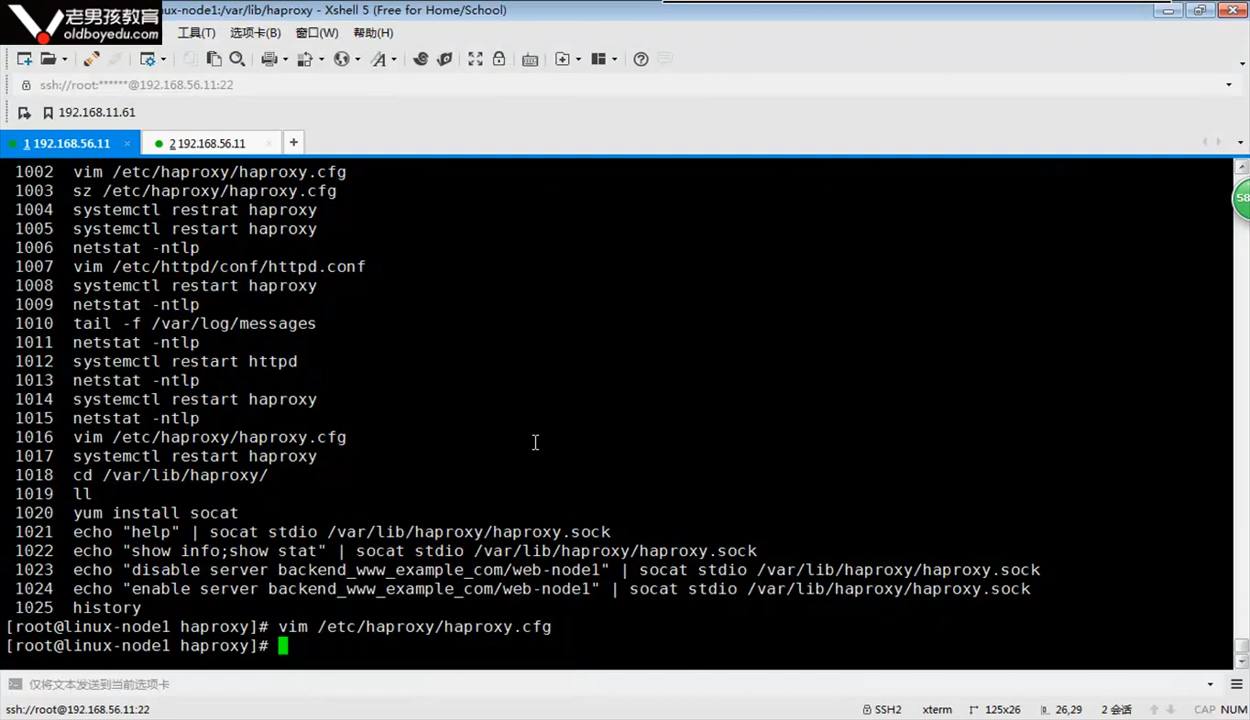 老男孩教育
oldboyedu.com
nux-node1:/var/lib/haproxy - Xshell 5 (Free for Home/School)
工具(T) 选项卡(B) 窗口(W) 帮助(H)
ssh://root:******@192.168.56.11:22
192.168.11.61
1 192.168.56.11 × 2 192.168.56.11 × +
1002 vim /etc/haproxy/haproxy.cfg
1003 sz /etc/haproxy/haproxy.cfg
1004 systemctl restrat haproxy
1005 systemctl restart haproxy
1006 netstat -ntlp
1007 vim /etc/httpd/conf/httpd.conf
1008 systemctl restart haproxy
1009 netstat -ntlp
1010 tail -f /var/log/messages
1011 netstat -ntlp
1012 systemctl restart httpd
1013 netstat -ntlp
1014 systemctl restart haproxy
1015 netstat -ntlp
1016 vim /etc/haproxy/haproxy.cfg
1017 systemctl restart haproxy
1018 cd /var/lib/haproxy/
1019 ll
1020 yum install socat
1021 echo "help" | socat stdio /var/lib/haproxy/haproxy.sock
1022 echo "show info;show stat" | socat stdio /var/lib/haproxy/haproxy.sock
1023 echo "disable server backend_www_example_com/web-node1" | socat stdio /var/lib/haproxy/haproxy.sock
1024 echo "enable server backend_www_example_com/web-node1" | socat stdio /var/lib/haproxy/haproxy.sock
1025 history
[root@linux-node1 haproxy]# vim /etc/haproxy/haproxy.cfg
[root@linux-node1 haproxy]#
58
仅将文本发送到当前选项卡
ssh://root@192.168.56.11:22 SSH2 xterm 125x26 26,29 2 会话 CAP NUM